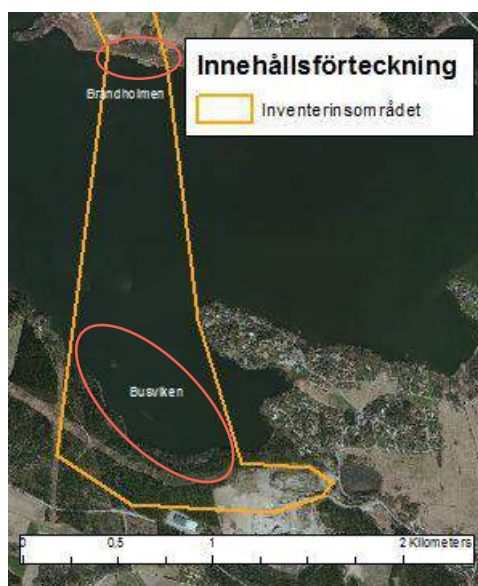 Innehållsförteckning
Inventerinsområdet
Brandholmen
Busviken
0 0,5 1 2 Kilometers